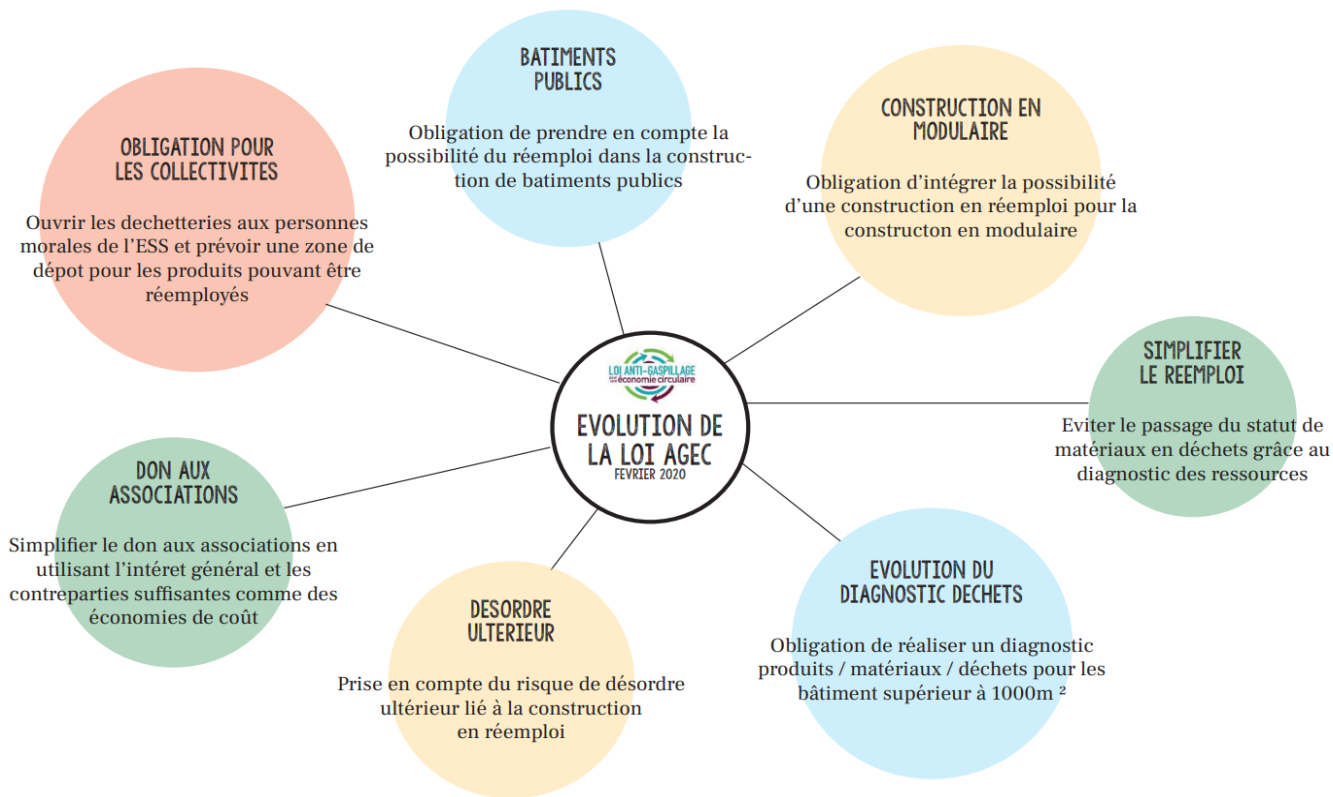 BATIMENTS
PUBLICS
Obligation de prendre en compte la
possibilité du réemploi dans la construc-
tion de batiments publics
CONSTRUCTION EN
MODULAIRE
Obligation d'intégrer la possibilité
d'une construction en réemploi pour la
constructon en modulaire
OBLIGATION POUR
LES COLLECTIVITES
Ouvrir les dechetteries aux personnes
morales de l'ESS et prévoir une zone de
dépot pour les produits pouvant être
réemployés
SIMPLIFIER
LE REEMPLOI
Eviter le passage du statut de
matériaux en déchets grâce au
diagnostic des ressources
LOI ANTI-GASPILLAGE
économie circulaire
EVOLUTION DE
LA LOI AGEC
FEVRIER 2020
DON AUX
ASSOCIATIONS
Simplifier le don aux associations en
utilisant l'intéret général et les
contreparties suffisantes comme des
économies de coût
DESORDRE
ULTERIEUR
Prise en compte du risque de désordre
ultérieur lié à la construction
en réemploi
EVOLUTION DU
DIAGNOSTIC DECHETS
Obligation de réaliser un diagnostic
produits / matériaux / déchets pour les
bâtiment supérieur à 1000m ²